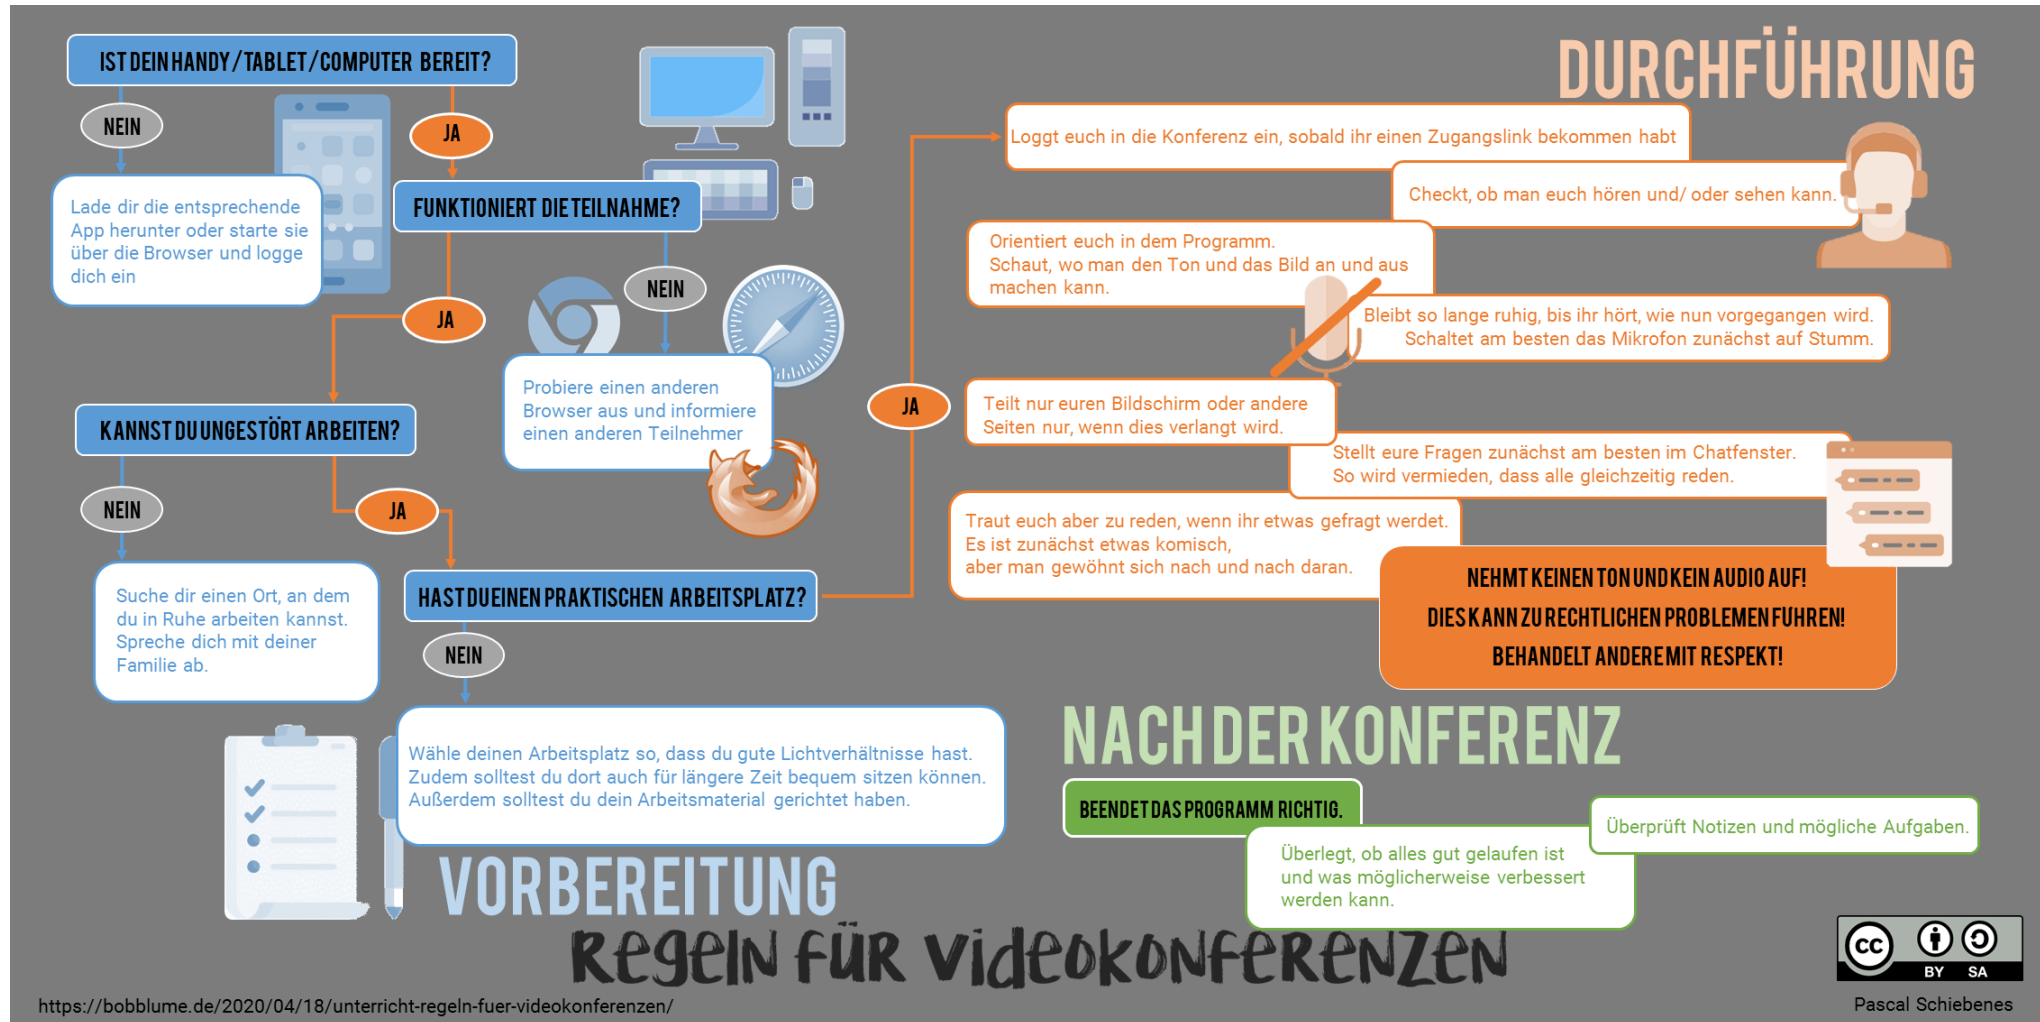 IST DEIN HANDY / TABLET / COMPUTER BEREIT?
NEIN
JA
Lade dir die entsprechende
App herunter oder starte sie
über die Browser und logge
dich ein
FUNKTIONIERT DIE TEILNAHME?
JA
NEIN
Probiere einen anderen
Browser aus und informiere
einen anderen Teilnehmer
KANNST DU UNGESTÖRT ARBEITEN?
NEIN
JA
Suche dir einen Ort, an dem
du in Ruhe arbeiten kannst.
Spreche dich mit deiner
Familie ab.
HAST DU EINEN PRAKTISCHEN ARBEITSPLATZ?
NEIN
JA
Wähle deinen Arbeitsplatz so, dass du gute Lichtverhältnisse hast.
Zudem solltest du dort auch für längere Zeit bequem sitzen können.
Außerdem solltest du dein Arbeitsmaterial gerichtet haben.
VORBEREITUNG
DURCHFÜHRUNG
Loggt euch in die Konferenz ein, sobald ihr einen Zugangslink bekommen habt
Checkt, ob man euch hören und/ oder sehen kann.
Orientiert euch in dem Programm.
Schaut, wo man den Ton und das Bild an und aus
machen kann.
Bleibt so lange ruhig, bis ihr hört, wie nun vorgegangen wird.
Schaltet am besten das Mikrofon zunächst auf Stumm.
Teilt nur euren Bildschirm oder andere
Seiten nur, wenn dies verlangt wird.
Stellt eure Fragen zunächst am besten im Chatfenster.
So wird vermieden, dass alle gleichzeitig reden.
Traut euch aber zu reden, wenn ihr etwas gefragt werdet.
Es ist zunächst etwas komisch,
aber man gewöhnt sich nach und nach daran.
NEHMT KEINEN TON UND KEIN AUDIO AUF!
DIES KANN ZU RECHTLICHEN PROBLEMEN FÜHREN!
BEHANDELT ANDERE MIT RESPEKT!
NACH DER KONFERENZ
BEENDET DAS PROGRAMM RICHTIG.
Überlegt, ob alles gut gelaufen ist
und was möglicherweise verbessert
werden kann.
Überprüft Notizen und mögliche Aufgaben.
REGELN FÜR VIDEOKONFERENZEN
https://bobblume.de/2020/04/18/unterricht-regeln-fuer-videokonferenzen/
cc
BY SA
Pascal Schiebenes